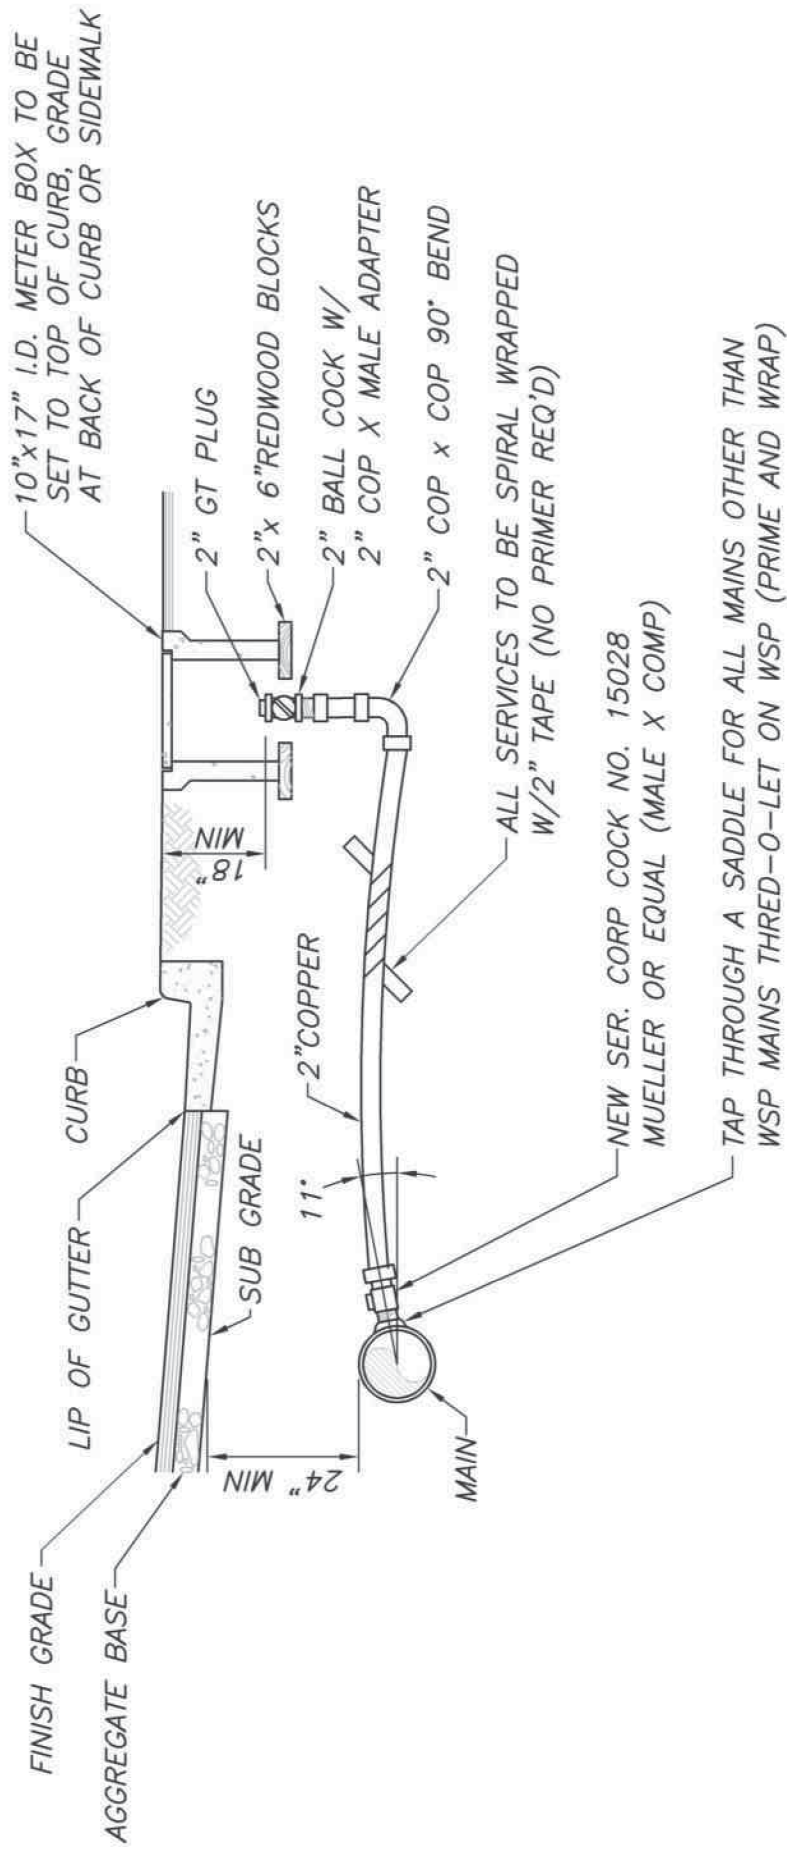 10"x17" I.D. METER BOX TO BE
SET TO TOP OF CURB, GRADE
AT BACK OF CURB OR SIDEWALK
FINISH GRADE
AGGREGATE BASE
LIP OF GUTTER
CURB
SUB GRADE
2" GT PLUG
2"x 6"REDWOOD BLOCKS
2" BALL COCK W/
2" COP X MALE ADAPTER
2" COP x COP 90° BEND
18"
MIN
24" MIN
2"COPPER
11°
MAIN
ALL SERVICES TO BE SPIRAL WRAPPED
W/2" TAPE (NO PRIMER REQ'D)
NEW SER. CORP COCK NO. 15028
MUELLER OR EQUAL (MALE X COMP)
TAP THROUGH A SADDLE FOR ALL MAINS OTHER THAN
WSP MAINS THRED-O-LET ON WSP (PRIME AND WRAP)